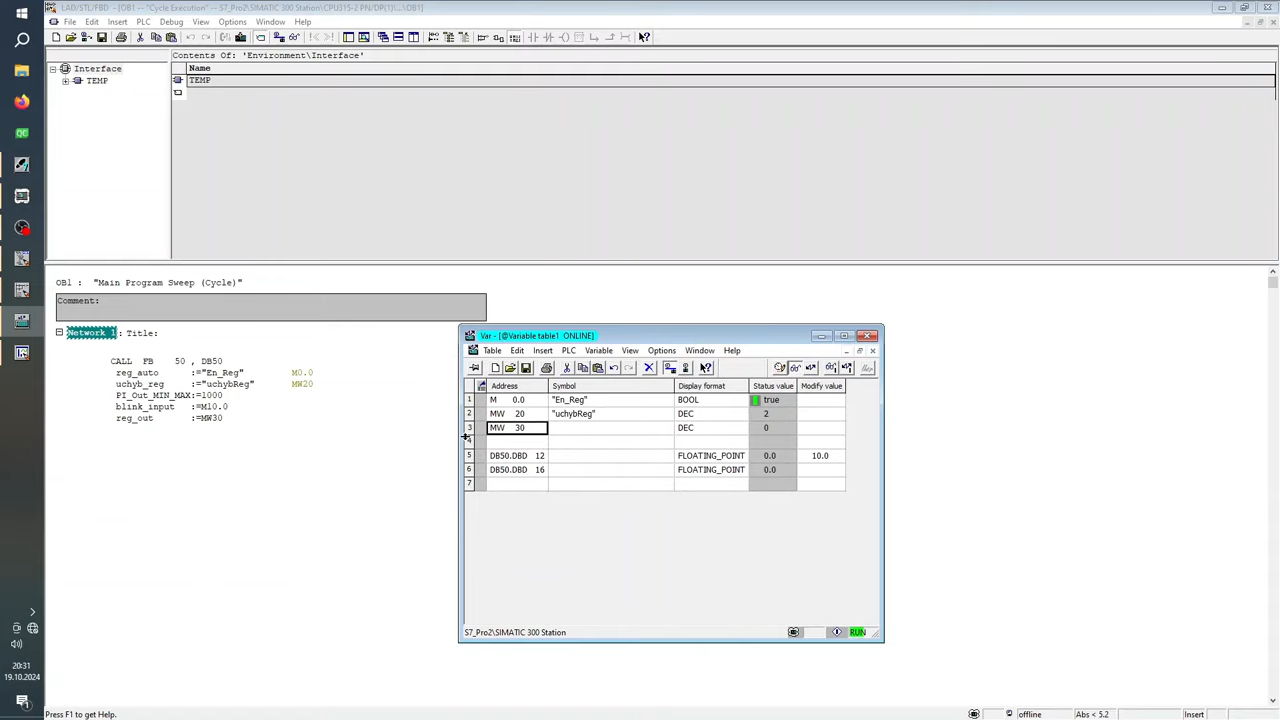 LAD/STL/FBD - [OB1 -- "Cycle Execution" -- S7_Pro2\SIMATIC 300 Station\CPU315-2 PN/DP(1)\...\OB1]
File Edit Insert PLC Debug View Options Window Help
Contents Of: 'Environment\Interface'
Interface
TEMP
Name
TEMP
OB1 : "Main Program Sweep (Cycle)"
Comment:
Network 1: Title:
CALL FB 50 , DB50
reg_auto :="En_Reg" M0.0
uchyb_reg :="uchybReg" MW20
PI_Out_MIN_MAX:=1000
blink_input :=M10.0
reg_out :=MW30
Var - [@Variable table1 ONLINE]
Table Edit Insert PLC Variable View Options Window Help
Address Symbol Display format Status value Modify value
1 M 0.0 "En_Reg" BOOL true
2 MW 20 "uchybReg" DEC 2
3 MW 30 DEC 0
4
5 DB50.DBD 12 FLOATING_POINT 0.0 10.0
6 DB50.DBD 16 FLOATING_POINT 0.0
7
S7_Pro2\SIMATIC 300 Station RUN
20:31
19.10.2024
Press F1 to get Help. offline Abs < 5.2 Insert